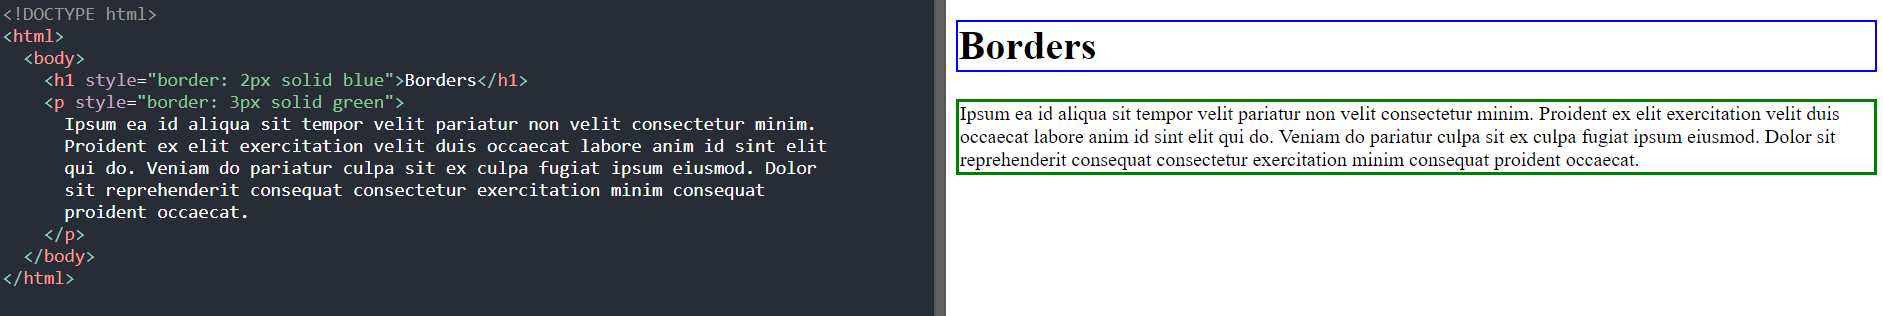 <!DOCTYPE html>
<html>
<body>
<h1 style="border: 2px solid blue">Borders</h1>
<p style="border: 3px solid green">
Ipsum ea id aliqua sit tempor velit pariatur non velit consectetur minim.
Proident ex elit exercitation velit duis occaecat labore anim id sint elit
qui do. Veniam do pariatur culpa sit ex culpa fugiat ipsum eiusmod. Dolor
sit reprehenderit consequat consectetur exercitation minim consequat
proident occaecat.
</p>
</body>
</html>
Borders
Ipsum ea id aliqua sit tempor velit pariatur non velit consectetur minim. Proident ex elit exercitation velit duis
occaecat labore anim id sint elit qui do. Veniam do pariatur culpa sit ex culpa fugiat ipsum eiusmod. Dolor sit
reprehenderit consequat consectetur exercitation minim consequat proident occaecat.